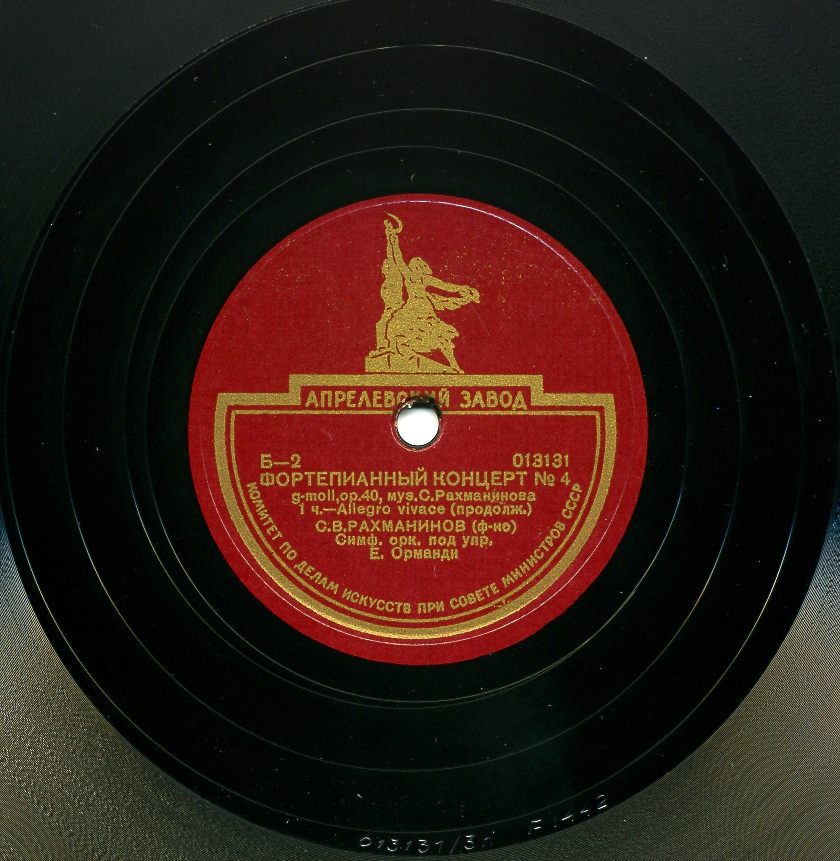 АПРЕЛЕВСКИЙ ЗАВОД
Б—2 013131
ФОРТЕПИАННЫЙ КОНЦЕРТ № 4
g-moll, op.40, муз.С.Рахманинова
1 ч.—Allegro vivace (продолж.)
С.В.РАХМАНИНОВ (ф-но)
Симф. орк. под упр.
Е. Орманди
КОМИТЕТ ПО ДЕЛАМ ИСКУССТВ ПРИ СОВЕТЕ МИНИСТРОВ СССР